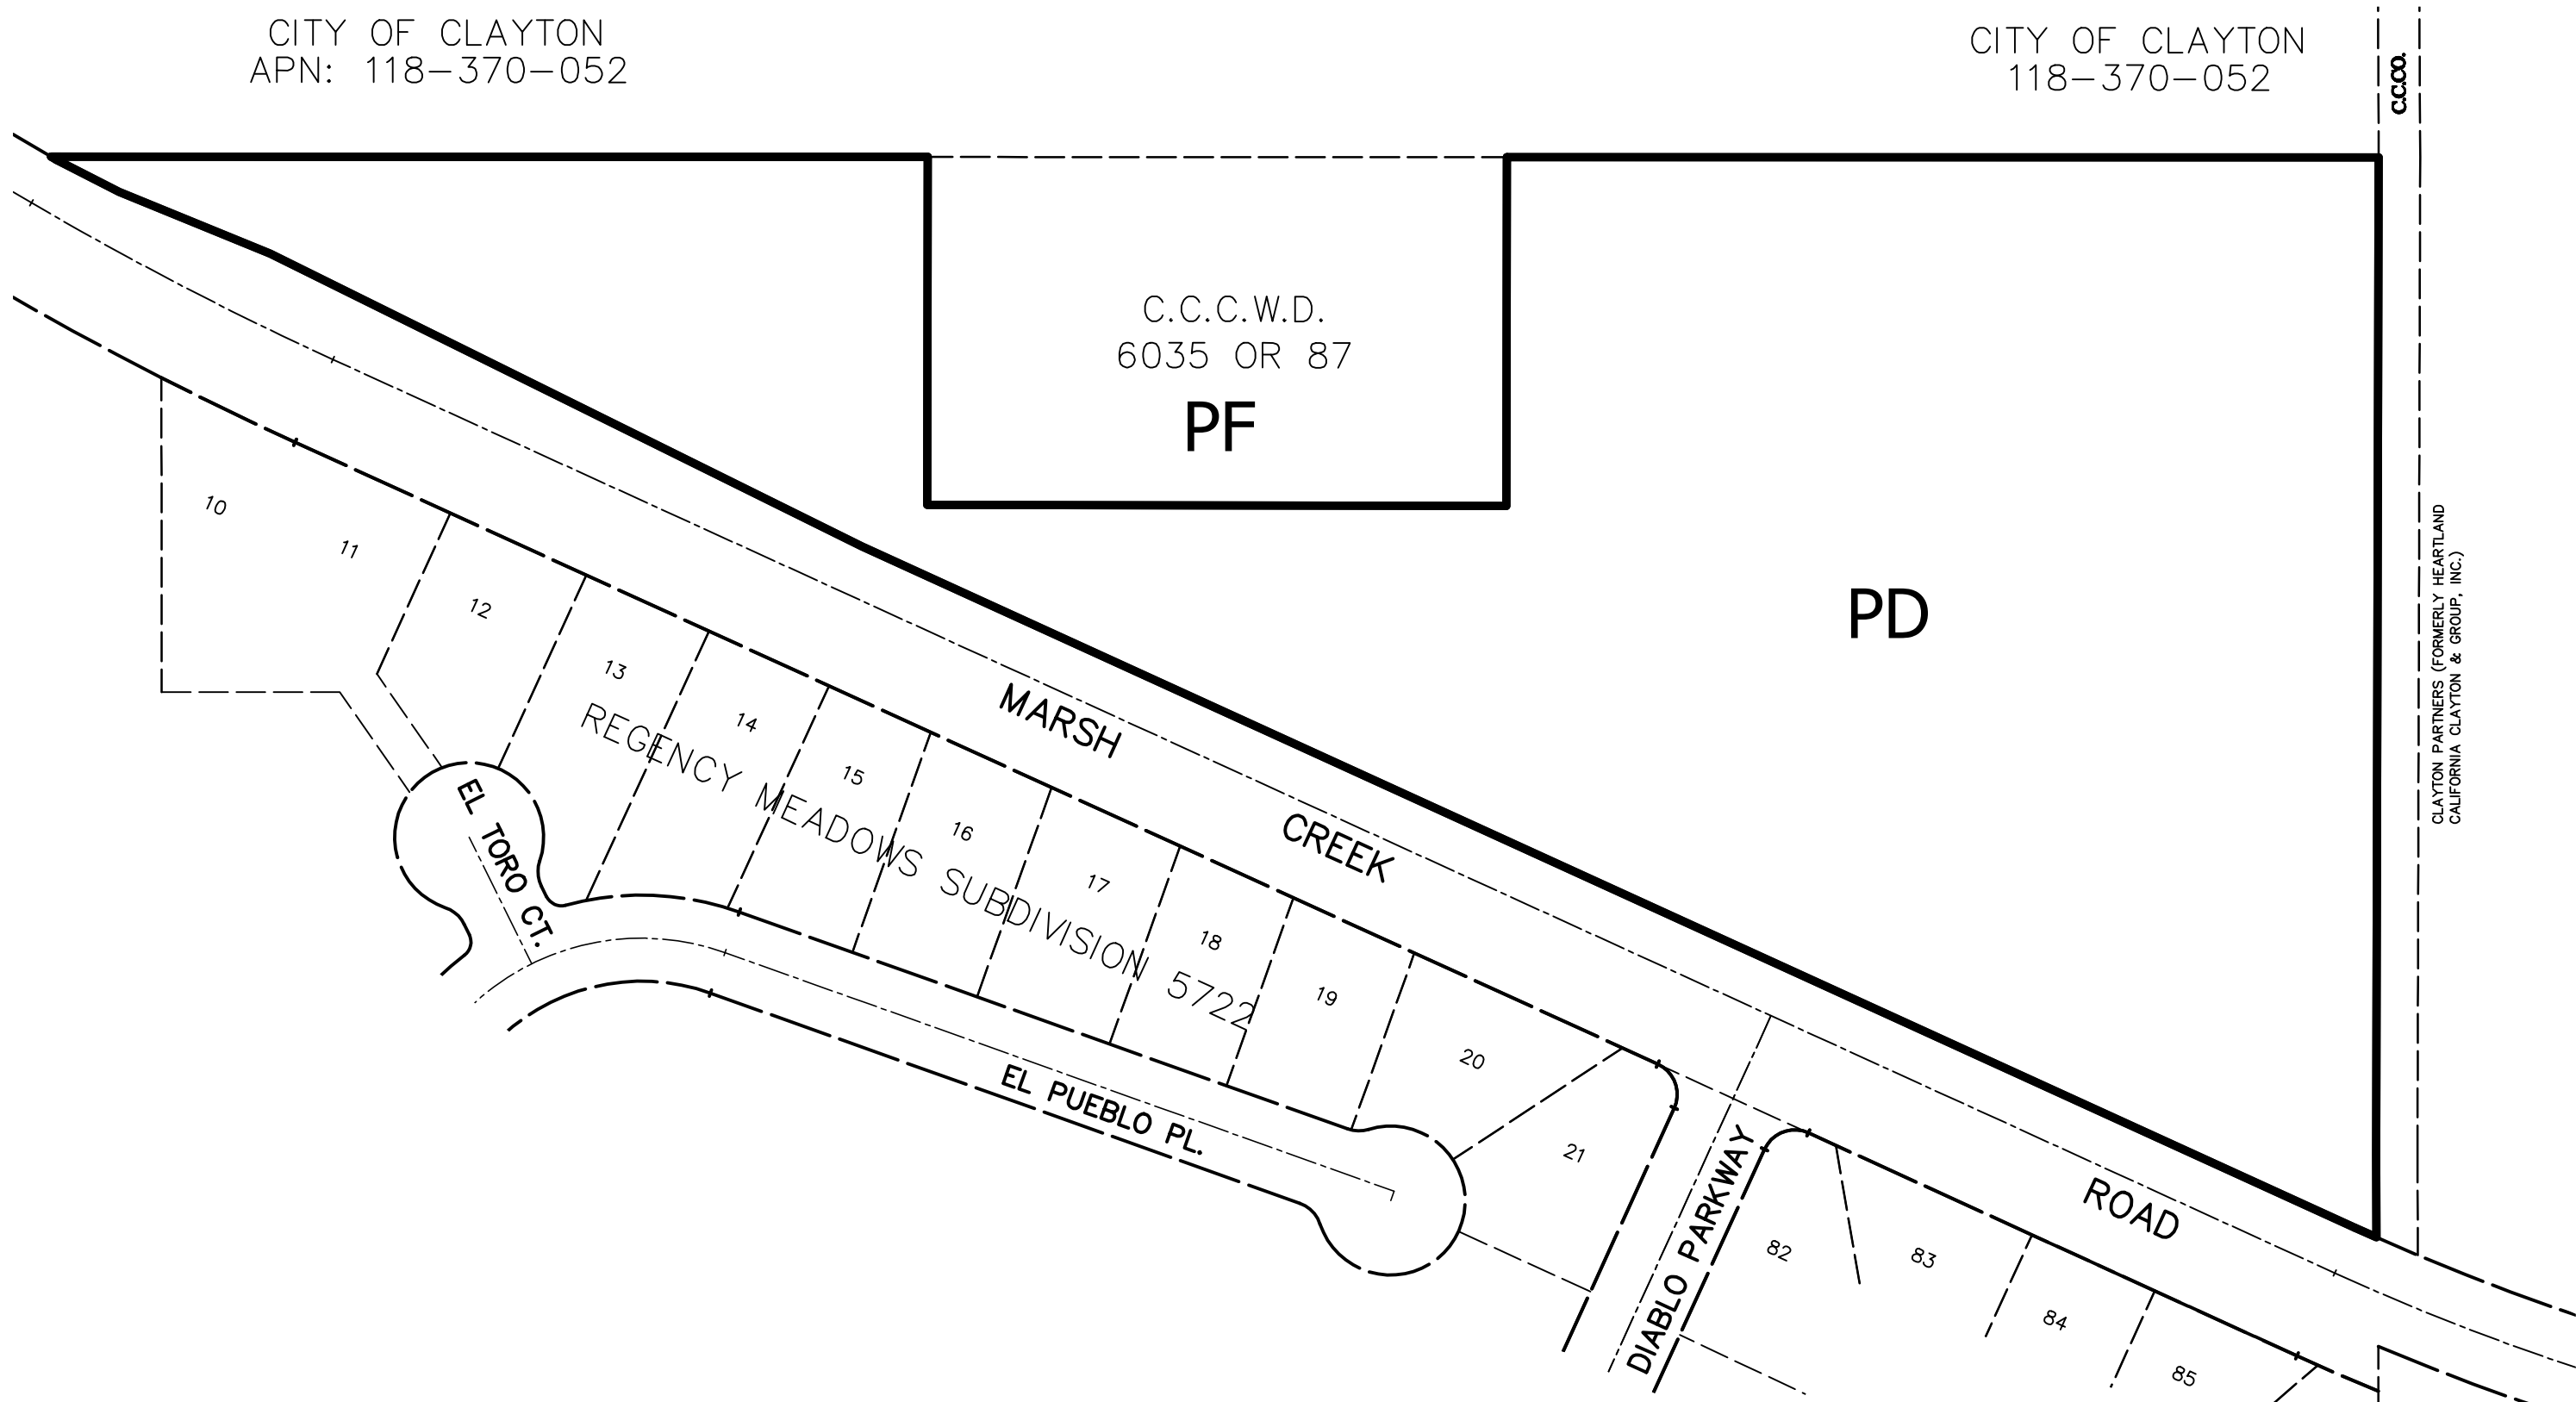 CITY OF CLAYTON
APN: 118-370-052
CITY OF CLAYTON
118-370-052
C.C.CO.
C.C.C.W.D.
6035 OR 87
PF
PD
CLAYTON PARTNERS (FORMERLY HEARTLAND
CALIFORNIA CLAYTON & GROUP, INC.)
10
11
12
13
14
15
16
17
18
19
20
21
REGENCY MEADOWS SUBDIVISION 5722
MARSH CREEK ROAD
EL TORO CT.
EL PUEBLO PL.
DIABLO PARKWAY
82
83
84
85